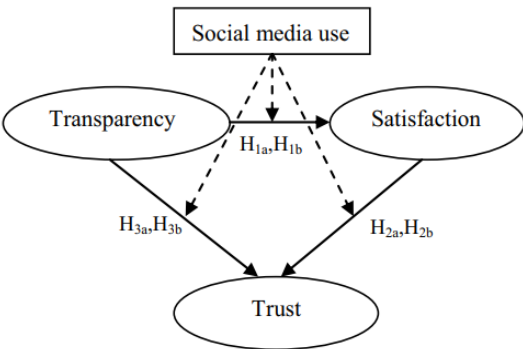 Social media use
Transparency
Satisfaction
H1a,H1b
H3a,H3b
H2a,H2b
Trust